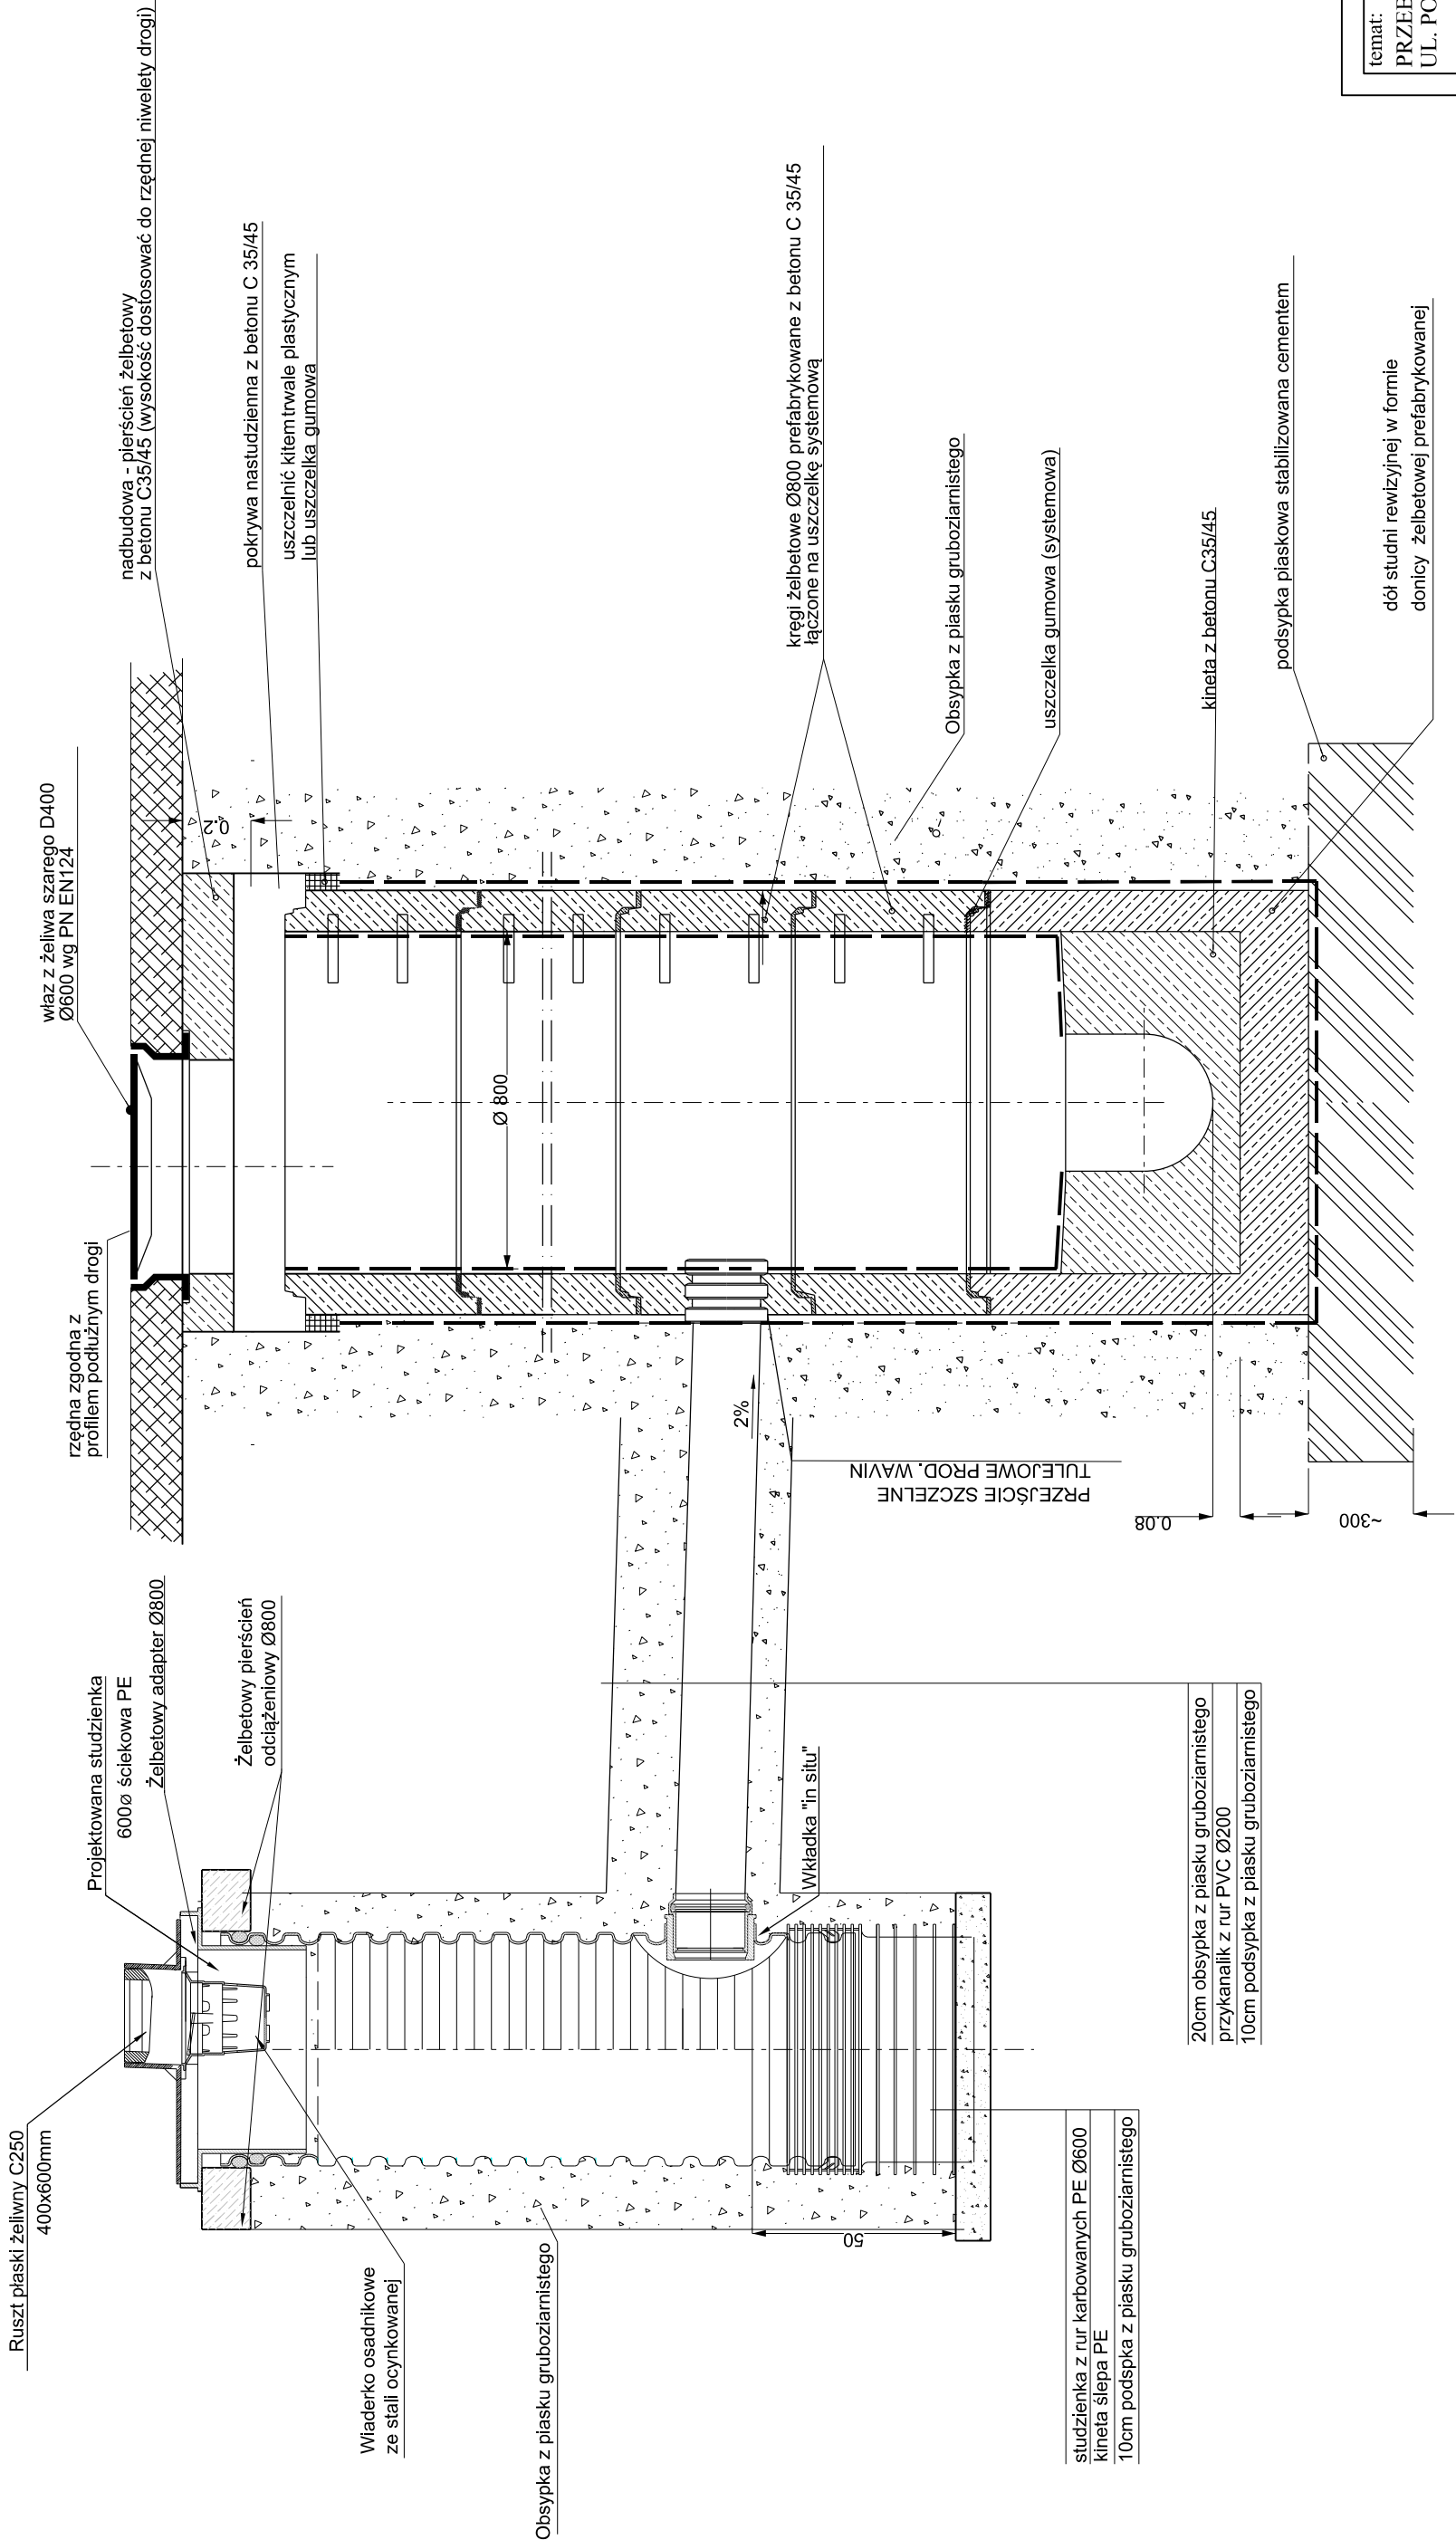 Ruszt płaski żeliwny C250
400x600mm
Projektowana studzienka
600ø ściekowa PE
Żelbetowy adapter Ø800
Żelbetowy pierścień
odciążeniowy Ø800
Wiaderko osadnikowe
ze stali ocynkowanej
Obsypka z piasku gruboziarnistego
50
studzienka z rur karbowanych PE Ø600
kineta ślepa PE
10cm podspka z piasku gruboziarnistego
Wkładka "in situ"
20cm obsypka z piasku gruboziarnistego
przykanalik z rur PVC Ø200
10cm podsypka z piasku gruboziarnistego
rzędna zgodna z
profilem podłużnym drogi
właz z żeliwa szarego D400
Ø600 wg PN EN124
2%
PRZEJŚCIE SZCZELNE
TULEJOWE PROD. WAVIN
0.08
~300
Ø 800
0.2
nadbudowa - pierścień żelbetowy
z betonu C35/45 (wysokość dostosować do rzędnej niwelety drogi)
pokrywa nastudzienna z betonu C 35/45
uszczelnić kitemtrwale plastycznym
lub uszczelka gumowa
kręgi żelbetowe Ø800 prefabrykowane z betonu C 35/45
łączone na uszczelkę systemową
Obsypka z piasku gruboziarnistego
uszczelka gumowa (systemowa)
kineta z betonu C35/45
podsypka piaskowa stabilizowana cementem
dół studni rewizyjnej w formie
donicy żelbetowej prefabrykowanej
temat:
UL.